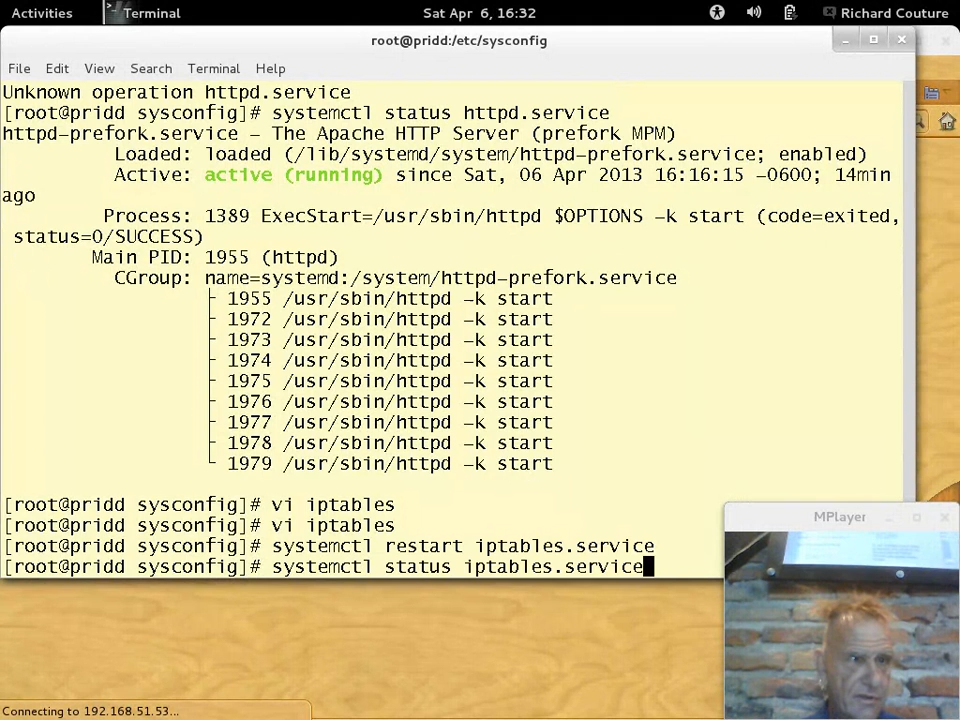 Activities Terminal Sat Apr 6, 16:32 Richard Couture
root@pridd:/etc/sysconfig
File Edit View Search Terminal Help
Unknown operation httpd.service
[root@pridd sysconfig]# systemctl status httpd.service
httpd-prefork.service - The Apache HTTP Server (prefork MPM)
Loaded: loaded (/lib/systemd/system/httpd-prefork.service; enabled)
Active: active (running) since Sat, 06 Apr 2013 16:16:15 -0600; 14min
ago
Process: 1389 ExecStart=/usr/sbin/httpd $OPTIONS -k start (code=exited,
status=0/SUCCESS)
Main PID: 1955 (httpd)
CGroup: name=systemd:/system/httpd-prefork.service
├ 1955 /usr/sbin/httpd -k start
├ 1972 /usr/sbin/httpd -k start
├ 1973 /usr/sbin/httpd -k start
├ 1974 /usr/sbin/httpd -k start
├ 1975 /usr/sbin/httpd -k start
├ 1976 /usr/sbin/httpd -k start
├ 1977 /usr/sbin/httpd -k start
├ 1978 /usr/sbin/httpd -k start
└ 1979 /usr/sbin/httpd -k start
[root@pridd sysconfig]# vi iptables
[root@pridd sysconfig]# vi iptables
[root@pridd sysconfig]# systemctl restart iptables.service
[root@pridd sysconfig]# systemctl status iptables.service
MPlayer
Connecting to 192.168.51.53...